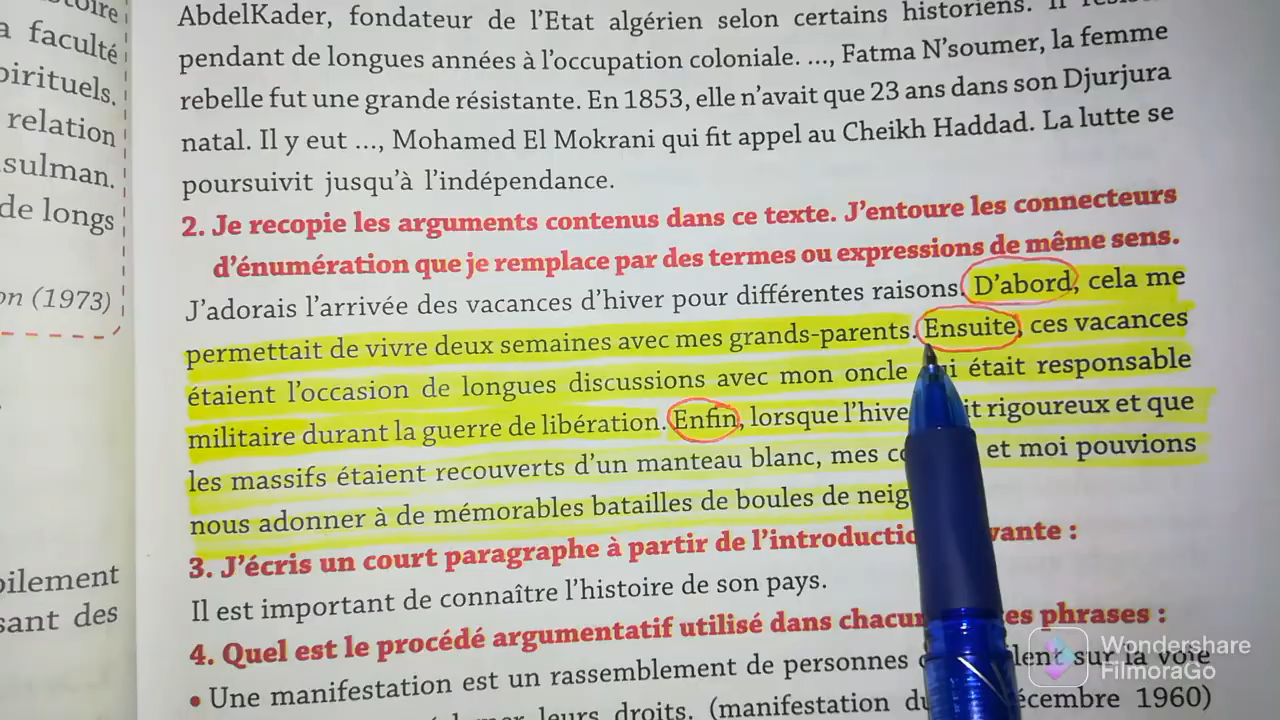 a faculté
pirituels.
relation
sulman.
de longs
on (1973)
sant des
AbdelKader, fondateur de l'Etat algérien selon certains historiens. Il
pendant de longues années à l'occupation coloniale. ..., Fatma N'soumer, la femme
rebelle fut une grande résistante. En 1853, elle n'avait que 23 ans dans son Djurjura
natal. Il y eut ..., Mohamed El Mokrani qui fit appel au Cheikh Haddad. La lutte se
poursuivit jusqu'à l'indépendance.
2. Je recopie les arguments contenus dans ce texte. J'entoure les connecteurs
d'énumération que je remplace par des termes ou expressions de même sens.
J'adorais l'arrivée des vacances d'hiver pour différentes raisons. D'abord, cela me
permettait de vivre deux semaines avec mes grands-parents. Ensuite, ces vacances
étaient l'occasion de longues discussions avec mon oncle qui était responsable
militaire durant la guerre de libération. Enfin, lorsque l'hive it rigoureux et que
les massifs étaient recouverts d'un manteau blanc, mes co et moi pouvions
nous adonner à de mémorables batailles de boules de neig
3. J'écris un court paragraphe à partir de l'introductio vante :
Il est important de connaître l'histoire de son pays.
4. Quel est le procédé argumentatif utilisé dans chacu es phrases :
• Une manifestation est un rassemblement de personnes lent sur la voie
leurs droits. (manifestation du écembre 1960)
Wondershare
FilmoraGo